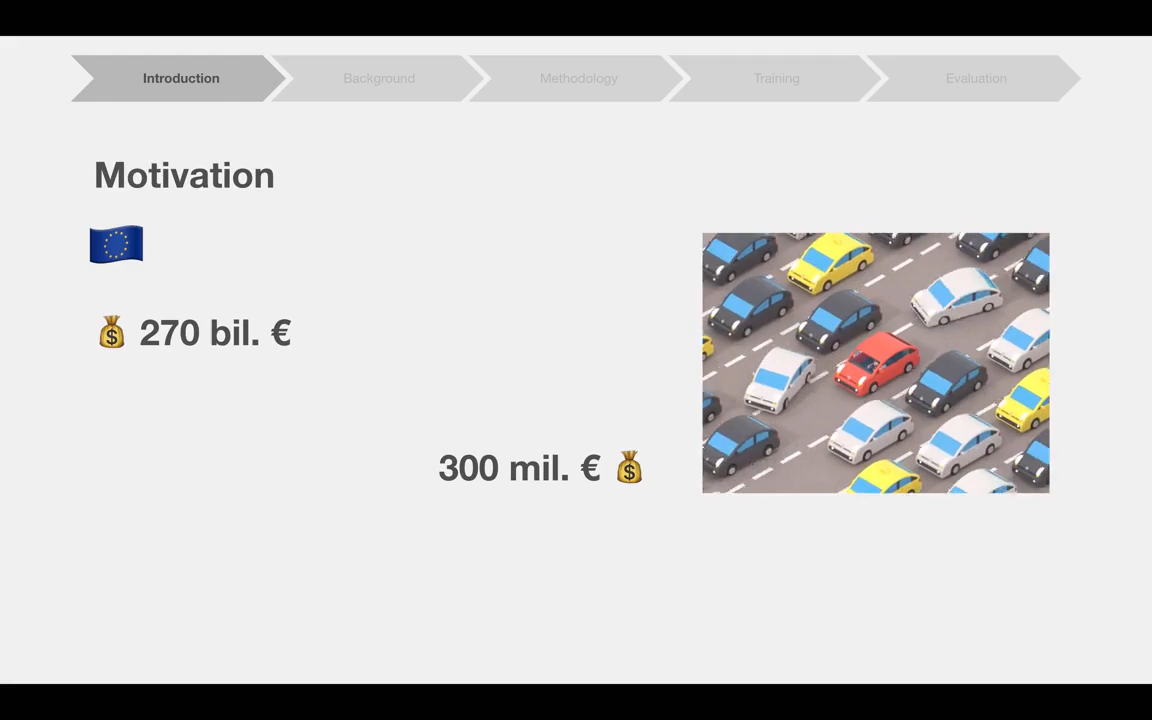 Introduction
Background
Methodology
Training
Evaluation
Motivation
270 bil. €
300 mil. €